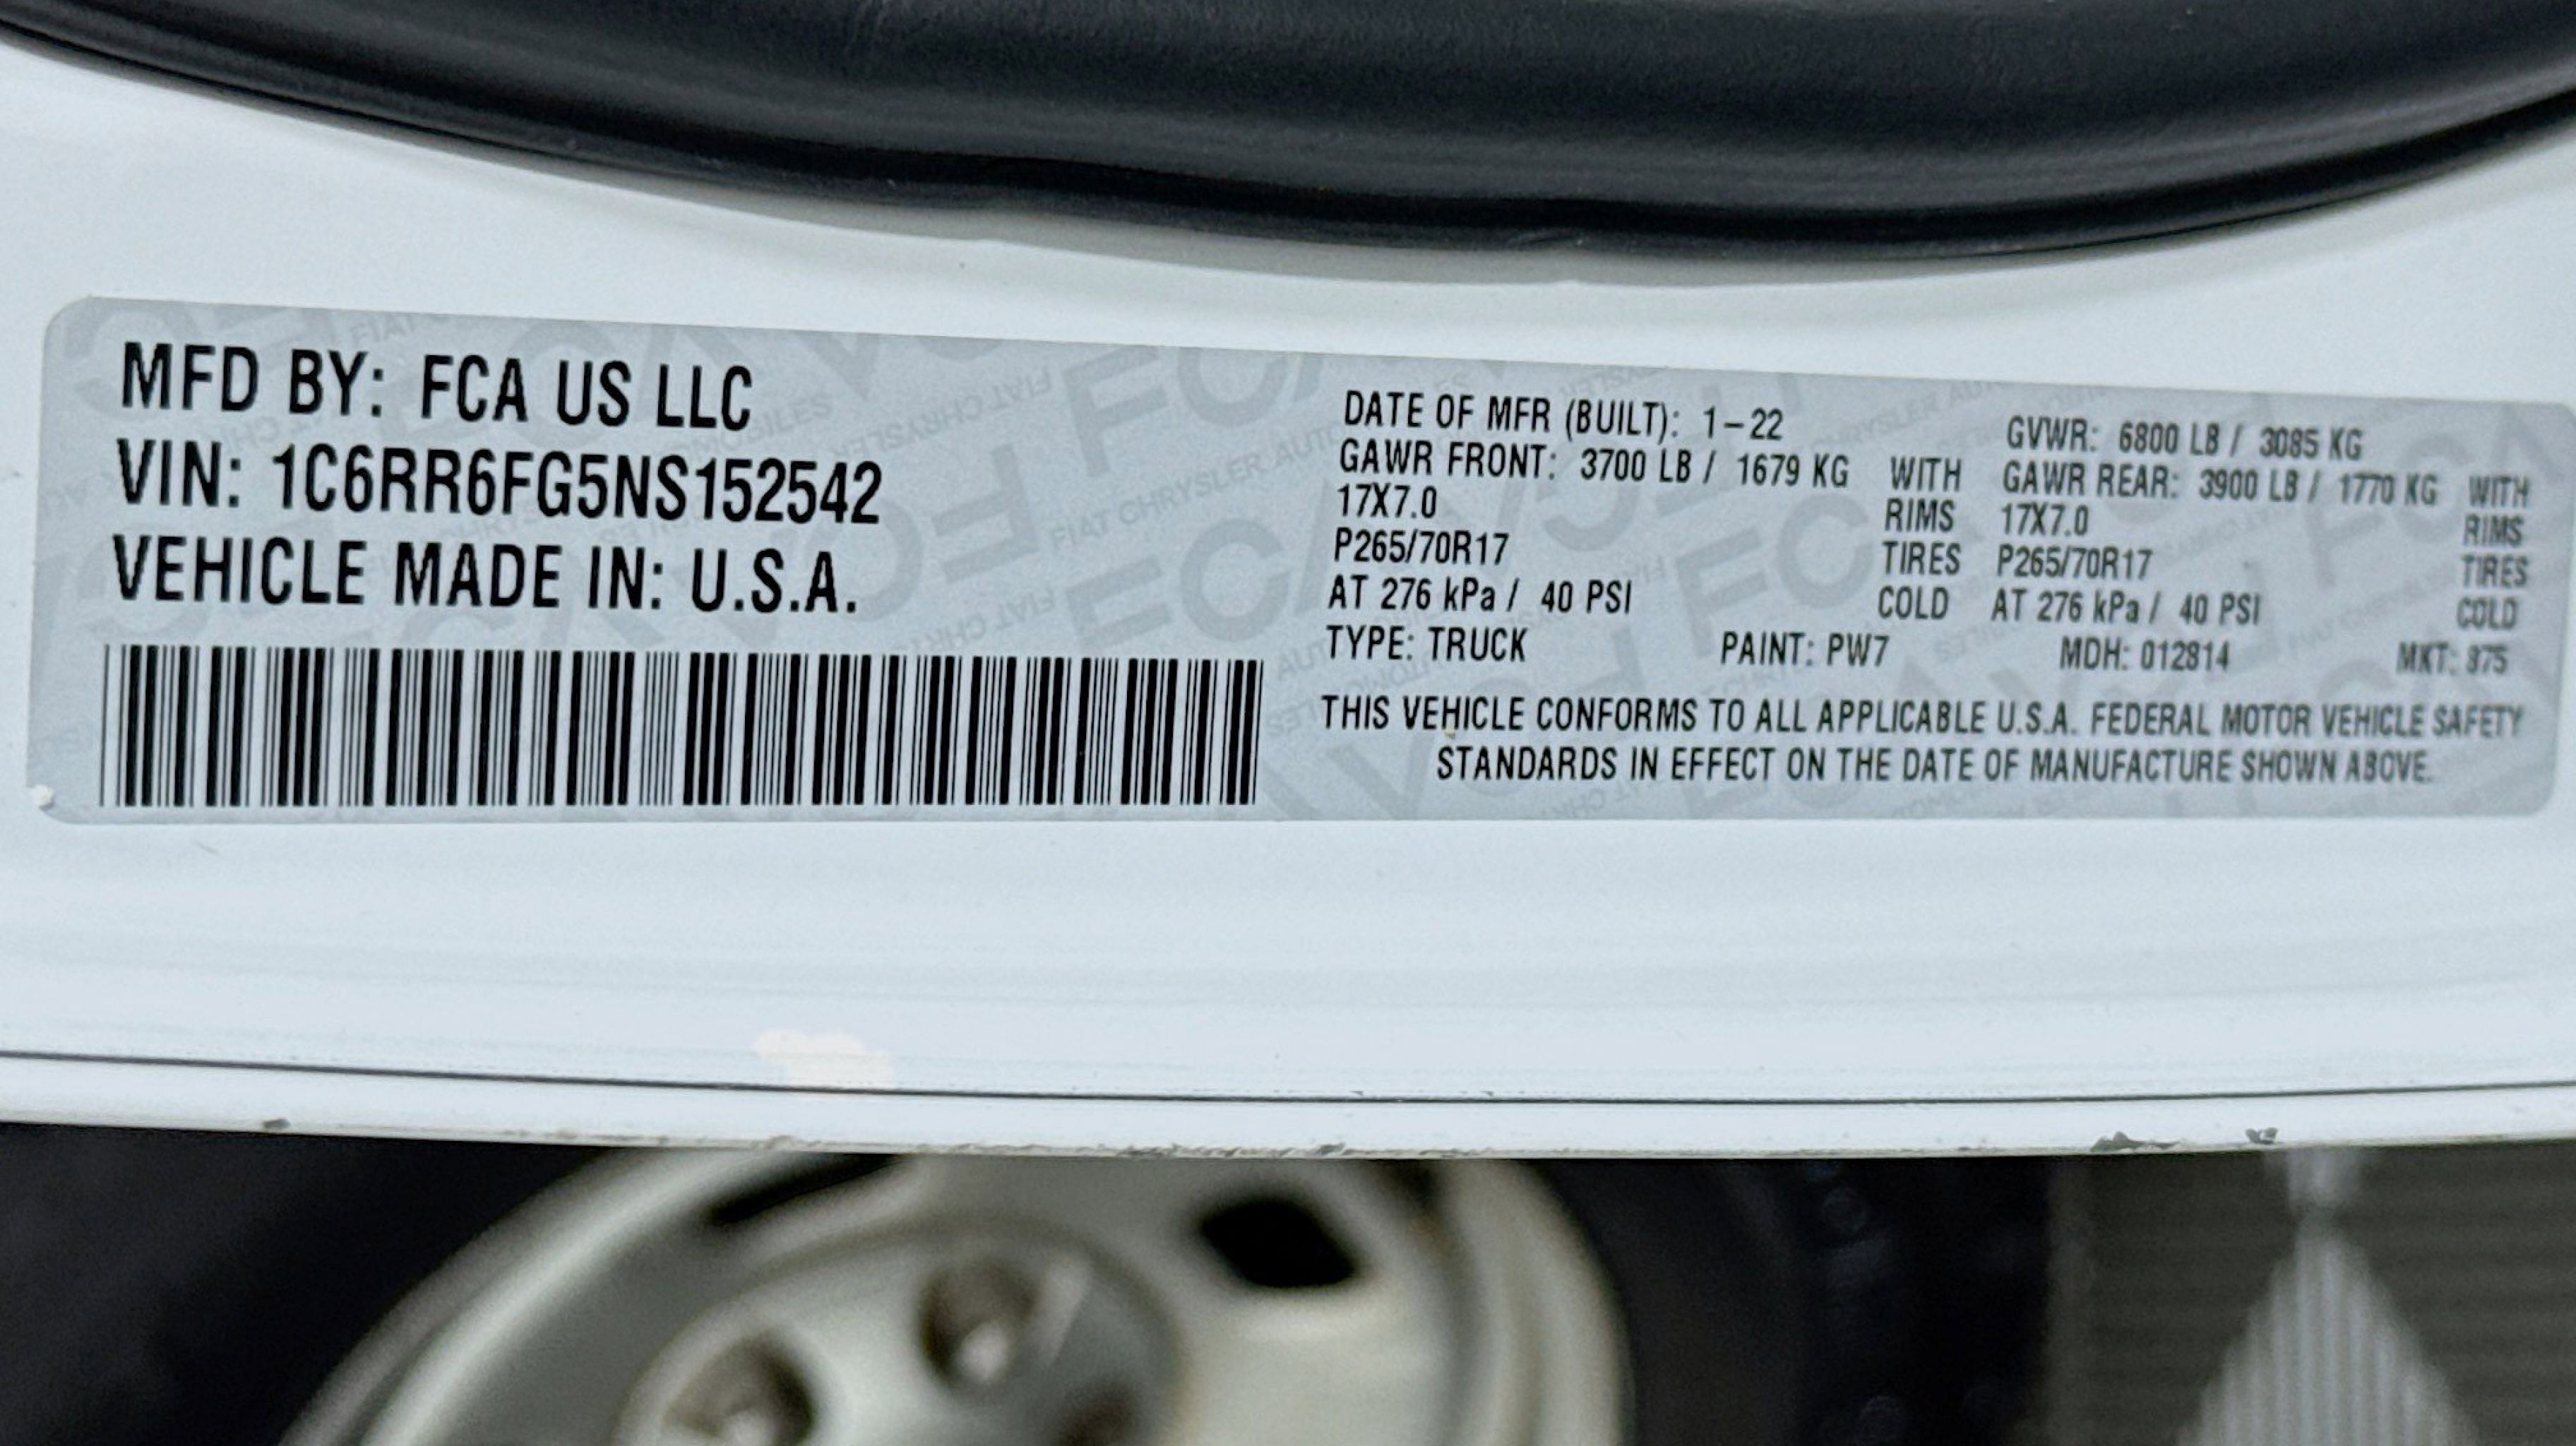 MFD BY: FCA US LLC
VIN: 1C6RR6FG5NS152542
VEHICLE MADE IN: U.S.A.
DATE OF MFR (BUILT): 1-22 GVWR: 6800 LB / 3085 KG
GAWR FRONT: 3700 LB / 1679 KG WITH GAWR REAR: 3900 LB / 1770 KG WITH
17X7.0 RIMS 17X7.0 RIMS
P265/70R17 TIRES P265/70R17 TIRES
AT 276 kPa / 40 PSI COLD AT 276 kPa / 40 PSI COLD
TYPE: TRUCK PAINT: PW7 MDH: 012814 MKT:
THIS VEHICLE CONFORMS TO ALL APPLICABLE U.S.A. FEDERAL MOTOR VEHICLE SAFETY
STANDARDS IN EFFECT ON THE DATE OF MANUFACTURE SHOWN ABOVE.